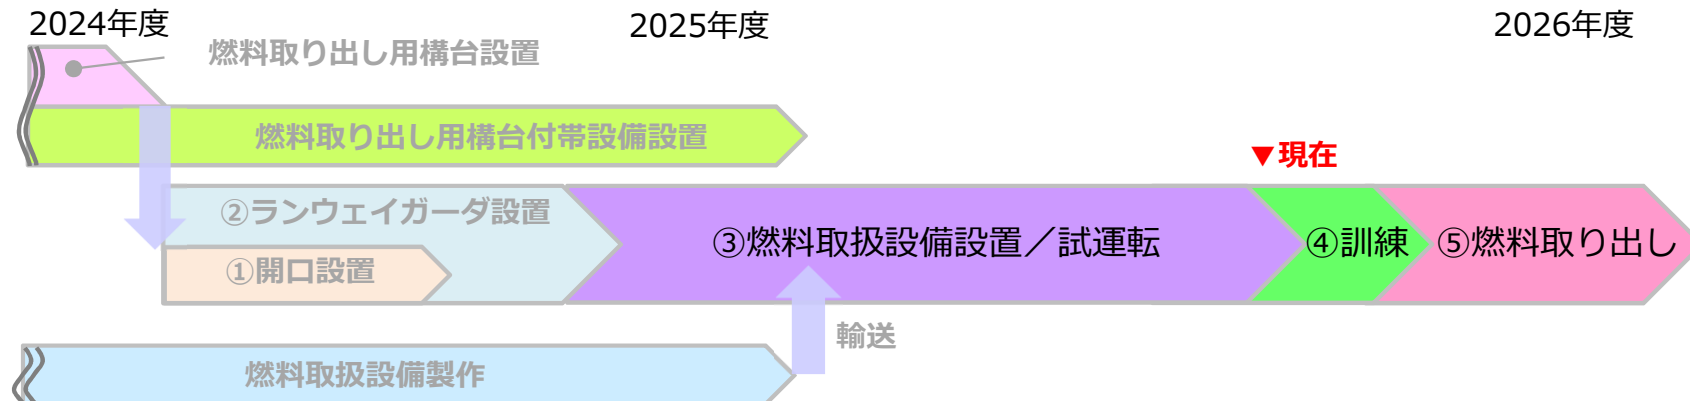 2024年度
2025年度
2026年度
燃料取り出し用構台設置
燃料取り出し用構台付帯設備設置
▼現在
②ランウェイガーダ設置
③燃料取扱設備設置／試運転
④訓練
⑤燃料取り出し
①開口設置
輸送
燃料取扱設備製作